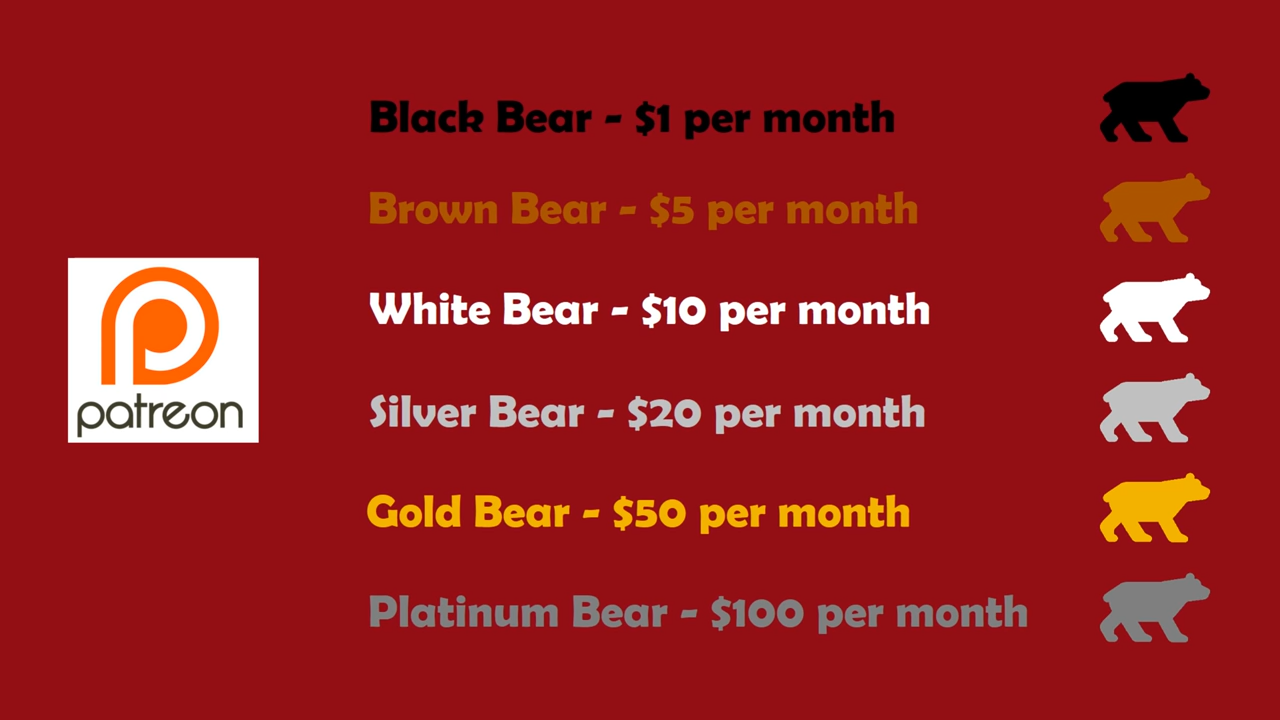 Black Bear - $1 per month
Brown Bear - $5 per month
White Bear - $10 per month
patreon
Silver Bear - $20 per month
Gold Bear - $50 per month
Platinum Bear - $100 per month